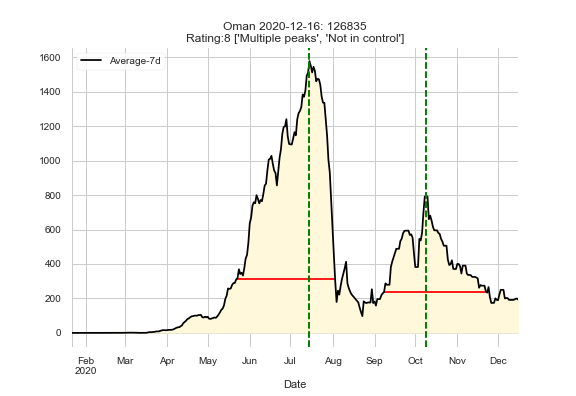 Oman 2020-12-16: 126835
Rating:8 ['Multiple peaks', 'Not in control']
Average-7d
1600
1400
1200
1000
800
600
400
200
0
Feb Mar Apr May Jun Jul Aug Sep Oct Nov Dec
2020
Date